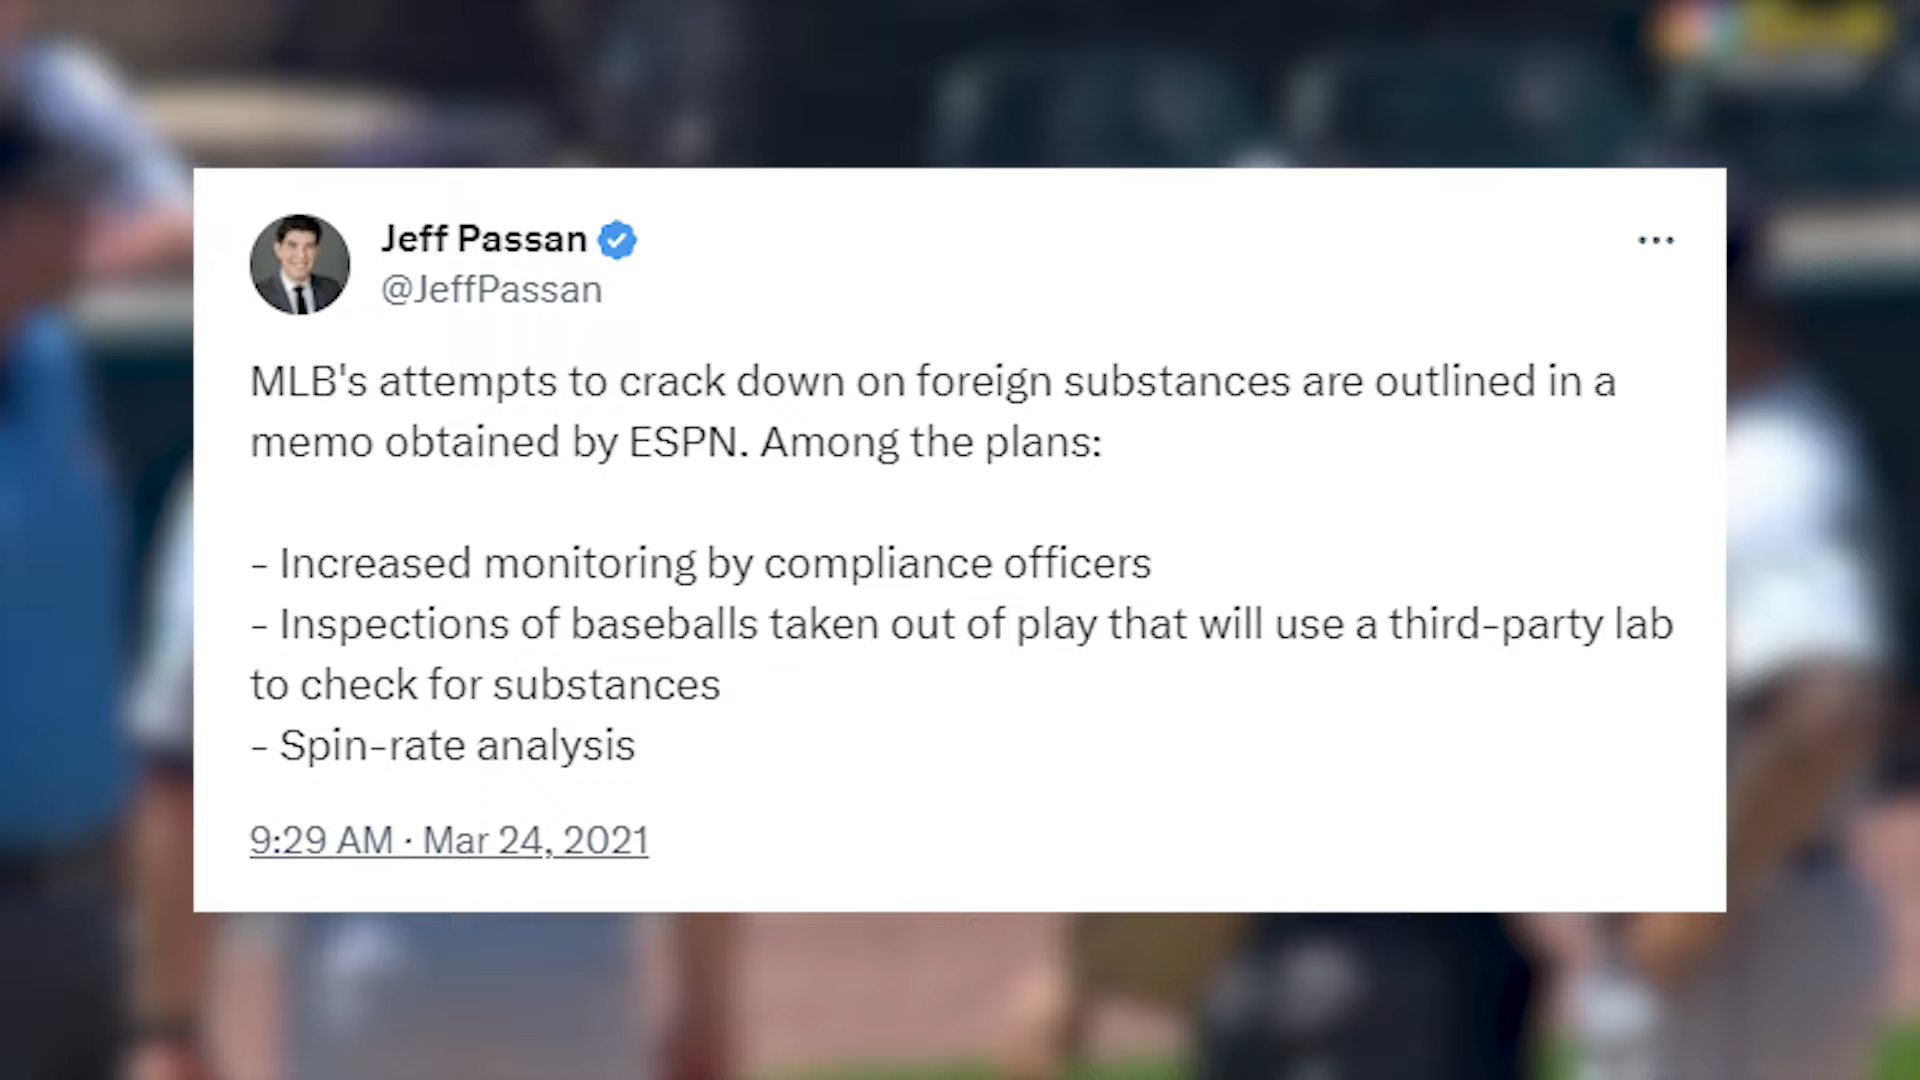 Jeff Passan
@JeffPassan
MLB's attempts to crack down on foreign substances are outlined in a
memo obtained by ESPN. Among the plans:
- Increased monitoring by compliance officers
- Inspections of baseballs taken out of play that will use a third-party lab
to check for substances
- Spin-rate analysis
9:29 AM · Mar 24, 2021